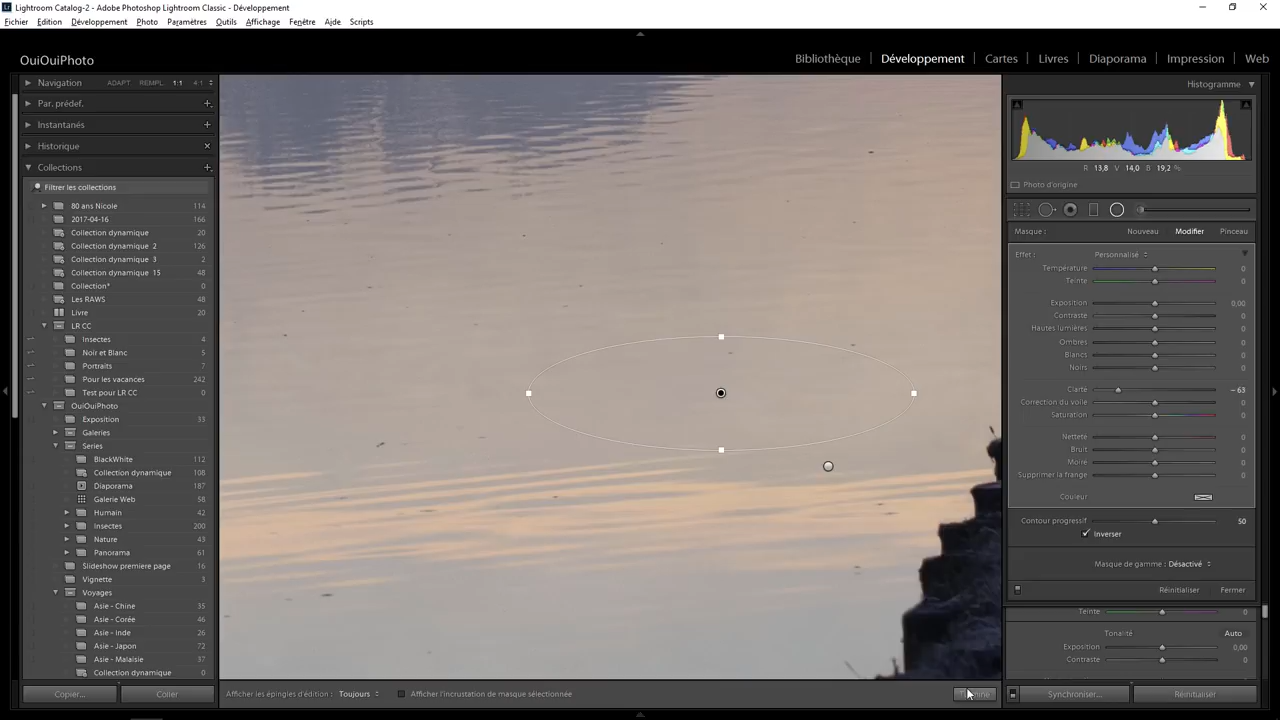 Lightroom Catalog-2 - Adobe Photoshop Lightroom Classic - Développement
Fichier Edition Développement Photo Paramètres Outils Affichage Fenêtre Aide Scripts
OuiOuiPhoto
Bibliothèque Développement Cartes Livres Diaporama Impression Web
Navigation ADAPT REMPL. 1:1 4:1
Par. prédef.
Instantanés
Historique
Collections
Filtrer les collections
80 ans Nicole 114
2017-04-16 166
Collection dynamique 20
Collection dynamique 2 126
Collection dynamique 3 2
Collection dynamique 15 48
Collection* 0
Les RAWS 48
Livre 20
LR CC
Insectes 4
Noir et Blanc 5
Portraits 7
Pour les vacances 242
Test pour LR CC 0
OuiOuiPhoto
Exposition 33
Galeries
Series
BlackWhite 112
Collection dynamique 108
Diaporama 187
Galerie Web 58
Humain 42
Insectes 200
Nature 39
Panorama 61
Slideshow premiere page 16
Vignette 3
Voyages
Asie - Chine 35
Asie - Corée 46
Asie - Inde 26
Asie - Japon 72
Asie - Malaisie 37
Collection dynamique 0
Copier... Coller
Afficher les épingles d'édition : Toujours Afficher l'incrustation de masque sélectionnée
Histogramme
R 13,8 V 14,0 B 19,2 %
Photo d'origine
Masque : Nouveau Modifier Pinceau
Effet : Personnalisé
Température 0
Teinte 0
Exposition 0,00
Contraste 0
Hautes lumières 0
Ombres 0
Blancs 0
Noirs 0
Clarté – 63
Correction du voile 0
Saturation 0
Netteté 0
Bruit 0
Moiré 0
Supprimer la frange 0
Couleur
Contour progressif 50
Inverser
Masque de gamme : Désactivé
Réinitialiser Fermer
Teinte 0
Tonalité Auto
Exposition 0,00
Contraste 0
Synchroniser... Réinitialiser